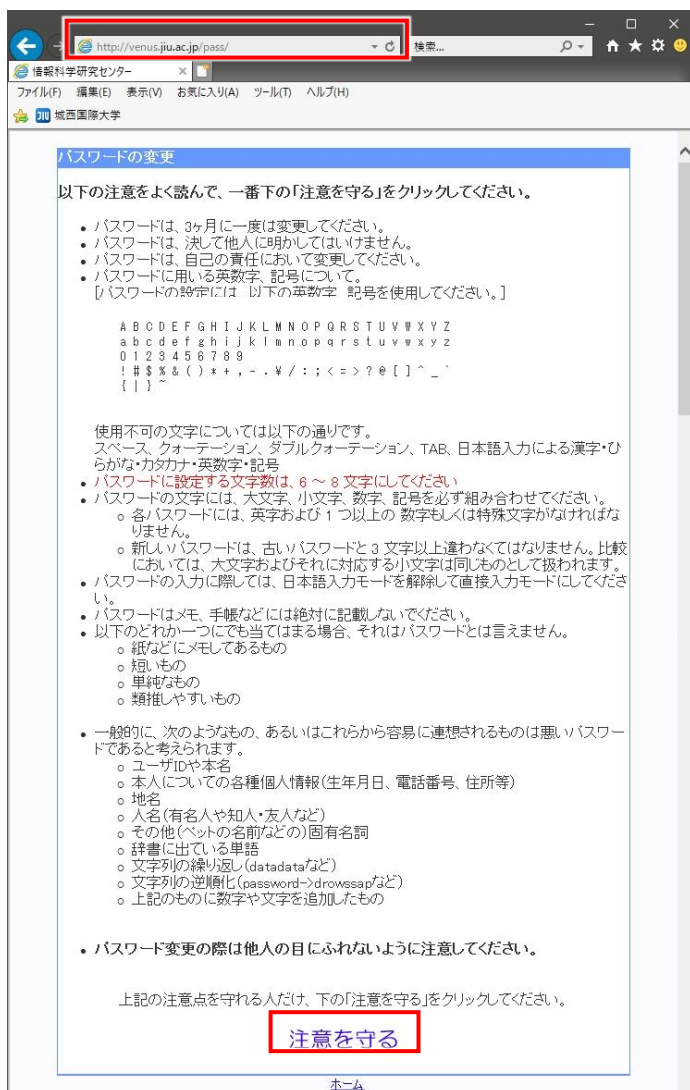 http://venus.jiu.ac.jp/pass/
検索...
情報科学研究センター
ファイル(F) 編集(E) 表示(V) お気に入り(A) ツール(T) ヘルプ(H)
JIU 城西国際大学
パスワードの変更
以下の注意をよく読んで、一番下の「注意を守る」をクリックしてください。
パスワードは、3ヶ月に一度は変更してください。
パスワードは、決して他人に明かしてはいけません。
パスワードは、自己の責任において変更してください。
パスワードに用いる英数字、記号について。
[パスワードの設定には 以下の英数字 記号を使用してください。]
A B C D E F G H I J K L M N O P Q R S T U V W X Y Z
a b c d e f g h i j k l m n o p q r s t u v w x y z
0 1 2 3 4 5 6 7 8 9
! # $ % & ( ) * + , - . ¥ / : ; < = > ? @ [ ] ^ _ `
{ | } ~
使用不可の文字については以下の通りです。
スペース、クォーテーション、ダブルクォーテーション、TAB、日本語入力による漢字・ひ
らがな・カタカナ・英数字・記号
パスワードに設定する文字数は、6 ～ 8 文字にしてください
パスワードの文字には、大文字、小文字、数字、記号を必ず組み合わせてください。
各パスワードには、英字および 1 つ以上の 数字もしくは特殊文字がなければな
りません。
新しいパスワードは、古いパスワードと 3 文字以上違わなくてはなりません。比較
においては、大文字およびそれに対応する小文字は同じものとして扱われます。
パスワードの入力に際しては、日本語入力モードを解除して直接入力モードにしてくださ
い。
パスワードはメモ、手帳などには絶対に記載しないでください。
以下のどれか一つにでも当てはまる場合、それはパスワードとは言えません。
紙などにメモしてあるもの
短いもの
単純なもの
類推しやすいもの
一般的に、次のようなもの、あるいはこれらから容易に連想されるものは悪いパスワー
ドであると考えられます。
ユーザIDや本名
本人についての各種個人情報(生年月日、電話番号、住所等)
地名
人名(有名人や知人・友人など)
その他(ペットの名前などの)固有名詞
辞書に出ている単語
文字列の繰り返し(datadataなど)
文字列の逆順化(password->drowssapなど)
上記のものに数字や文字を追加したもの
パスワード変更の際は他人の目にふれないように注意してください。
上記の注意点を守れる人だけ、下の「注意を守る」をクリックしてください。
注意を守る
ホーム